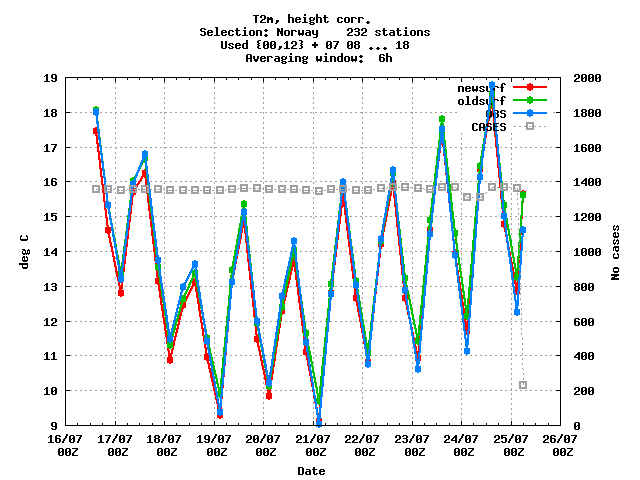 T2m, height corr.
Selection: Norway    232 stations
Used {00,12} + 07 08 ... 18
Averaging window:  6h
newsurf
oldsurf
OBS
CASES
19
18
17
16
15
14
13
12
11
10
9
deg C
2000
1800
1600
1400
1200
1000
800
600
400
200
0
No cases
16/07 17/07 18/07 19/07 20/07 21/07 22/07 23/07 24/07 25/07 26/07
00Z 00Z 00Z 00Z 00Z 00Z 00Z 00Z 00Z 00Z 00Z
Date